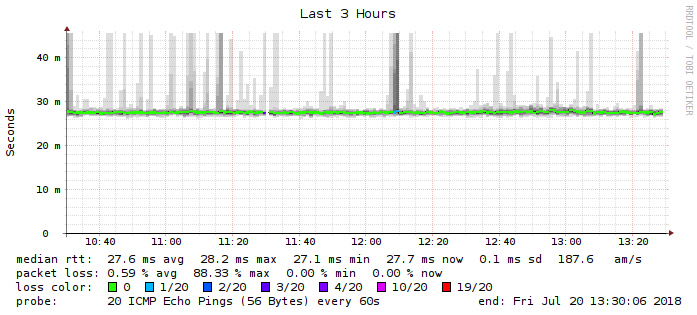 Last 3 Hours
RRDTOOL / TOBI OETIKER
Seconds
40 m
30 m
20 m
10 m
0
10:40 11:00 11:20 11:40 12:00 12:20 12:40 13:00 13:20
median rtt: 27.6 ms avg 28.2 ms max 27.1 ms min 27.7 ms now 0.1 ms sd 187.6 am/s
packet loss: 0.59 % avg 88.33 % max 0.00 % min 0.00 % now
loss color: 0 1/20 2/20 3/20 4/20 10/20 19/20
probe: 20 ICMP Echo Pings (56 Bytes) every 60s end: Fri Jul 20 13:30:06 2018